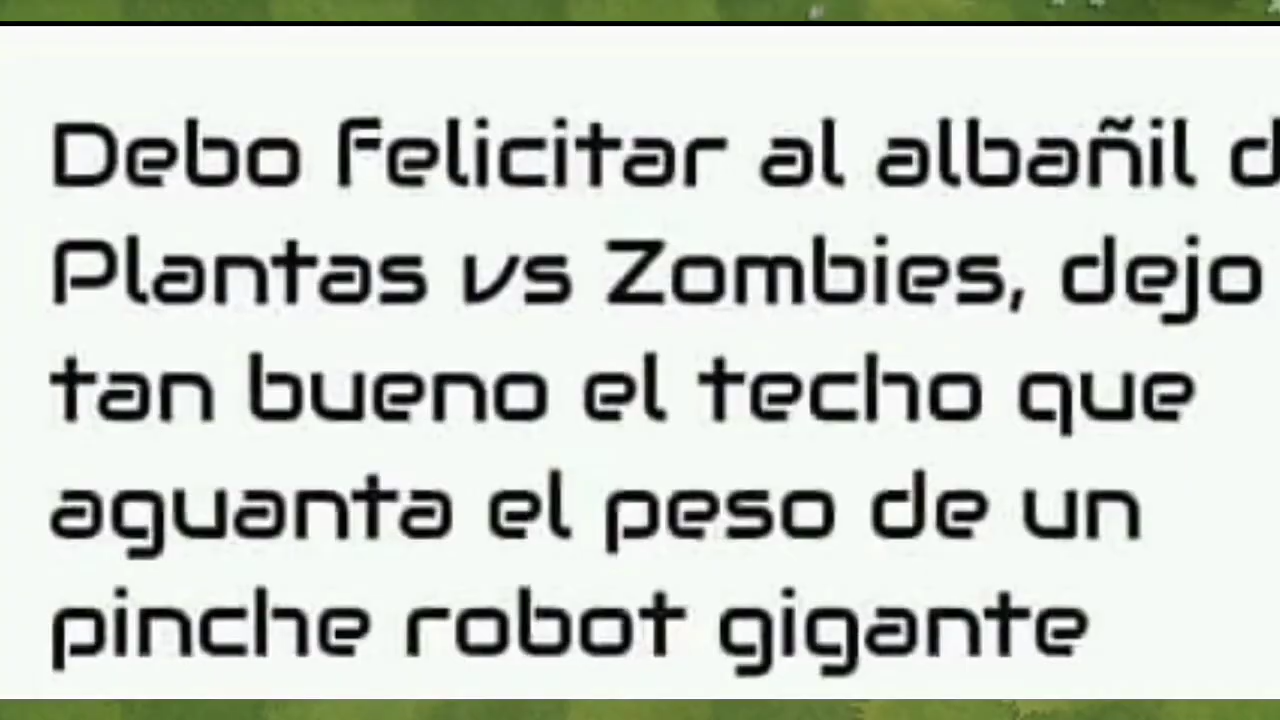 Debo felicitar al albañil d
Plantas vs Zombies, dejo
tan bueno el techo que
aguanta el peso de un
pinche robot gigante